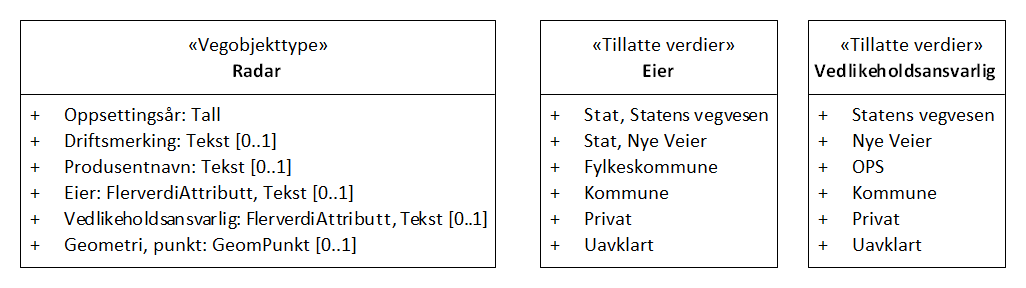 «Vegobjekttype»
Radar
+ Oppsettingsår: Tall
+ Driftsmerking: Tekst [0..1]
+ Produsentnavn: Tekst [0..1]
+ Eier: FlerverdiAttributt, Tekst [0..1]
+ Vedlikeholdsansvarlig: FlerverdiAttributt, Tekst [0..1]
+ Geometri, punkt: GeomPunkt [0..1]
«Tillatte verdier»
Eier
+ Stat, Statens vegvesen
+ Stat, Nye Veier
+ Fylkeskommune
+ Kommune
+ Privat
+ Uavklart
«Tillatte verdier»
Vedlikeholdsansvarlig
+ Statens vegvesen
+ Nye Veier
+ OPS
+ Kommune
+ Privat
+ Uavklart